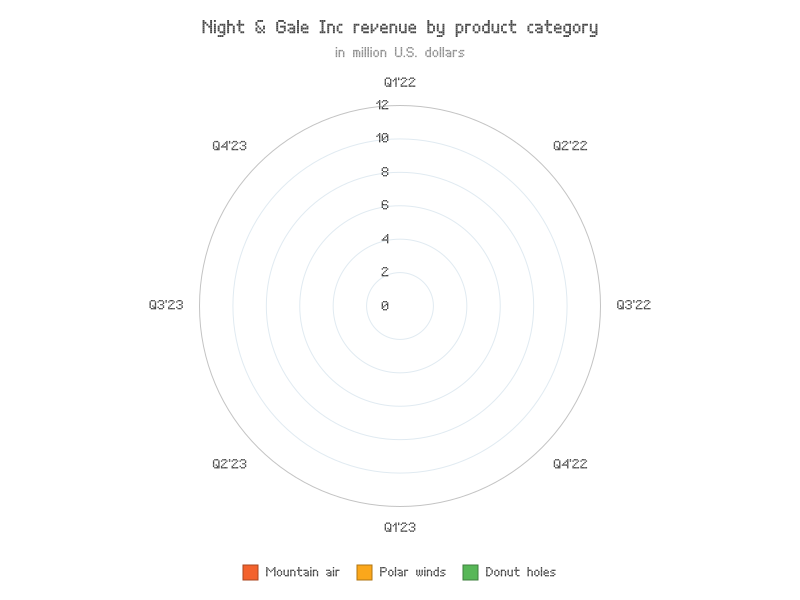 Night & Gale Inc revenue by product category
in million U.S. dollars
Q1'22
12
10
8
6
4
2
0
Q4'23
Q2'22
Q3'23
Q3'22
Q2'23
Q4'22
Q1'23
Mountain air
Polar winds
Donut holes